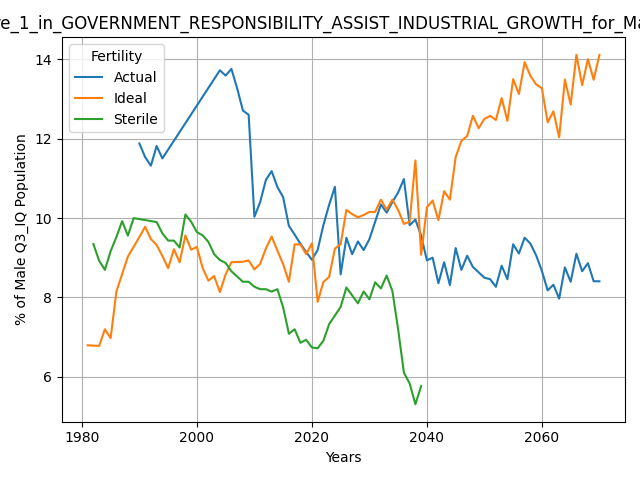 re_1_in_GOVERNMENT_RESPONSIBILITY_ASSIST_INDUSTRIAL_GROWTH_for_Ma
Fertility
Actual
Ideal
Sterile
14
12
10
8
6
% of Male Q3_IQ Population
1980
2000
2020
2040
2060
Years